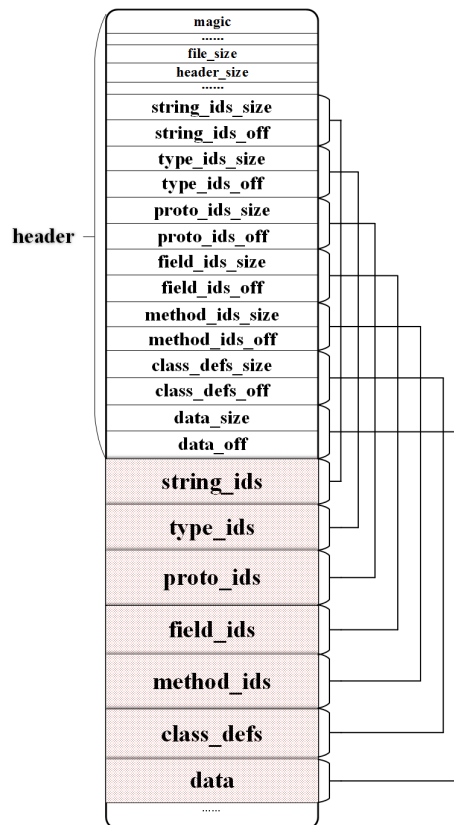 magic
......
file_size
header_size
......
string_ids_size
string_ids_off
type_ids_size
type_ids_off
proto_ids_size
proto_ids_off
header
field_ids_size
field_ids_off
method_ids_size
method_ids_off
class_defs_size
class_defs_off
data_size
data_off
string_ids
type_ids
proto_ids
field_ids
method_ids
class_defs
data
......